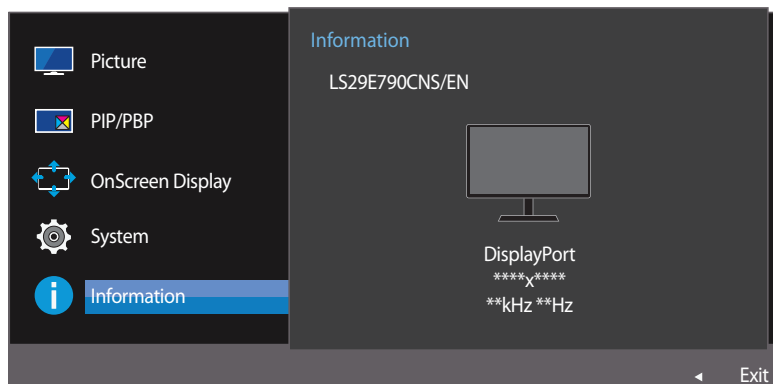 Picture
PIP/PBP
OnScreen Display
System
Information
Information
LS29E790CNS/EN
DisplayPort
****x****
**kHz **Hz
Exit